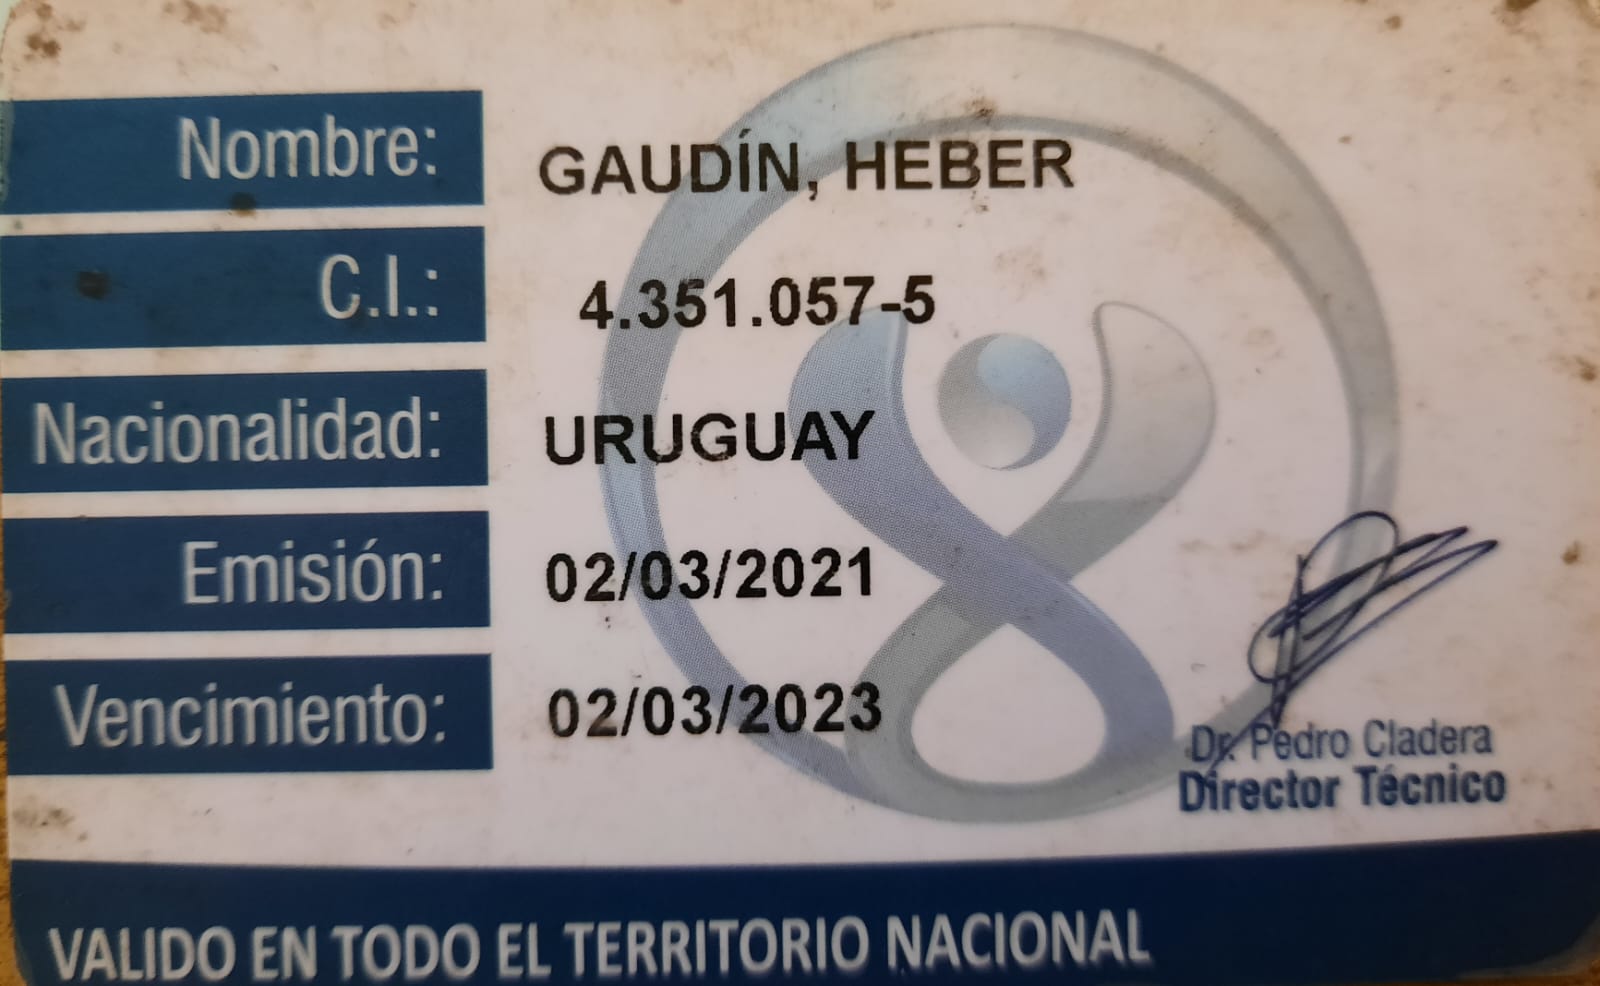 Nombre: GAUDÍN, HEBER
C.I.: 4.351.057-5
Nacionalidad: URUGUAY
Emisión: 02/03/2021
Vencimiento: 02/03/2023
Dr. Pedro Cladera
Director Técnico
VALIDO EN TODO EL TERRITORIO NACIONAL